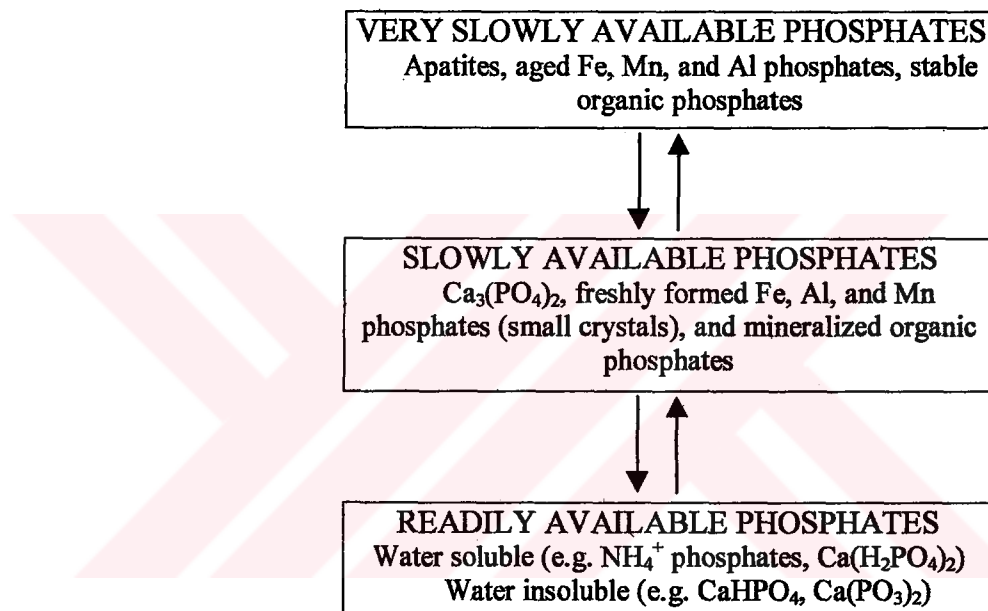 VERY SLOWLY AVAILABLE PHOSPHATES
Apatites, aged Fe, Mn, and Al phosphates, stable
organic phosphates
SLOWLY AVAILABLE PHOSPHATES
Ca₃(PO₄)₂, freshly formed Fe, Al, and Mn
phosphates (small crystals), and mineralized organic
phosphates
READILY AVAILABLE PHOSPHATES
Water soluble (e.g. NH₄⁺ phosphates, Ca(H₂PO₄)₂)
Water insoluble (e.g. CaHPO₄, Ca(PO₃)₂)